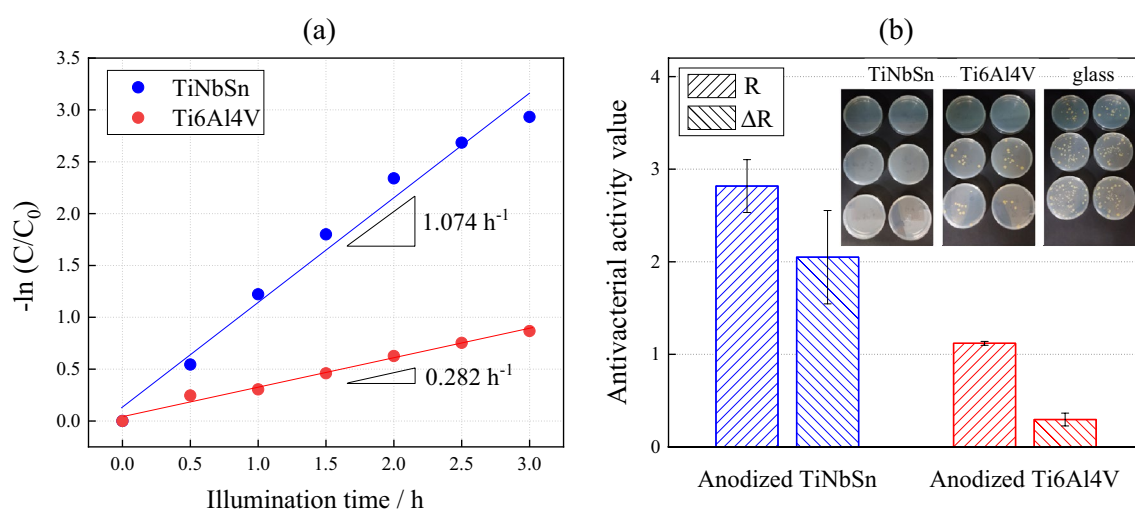 (a)
-ln (C/C₀)
3.5
3.0
2.5
2.0
1.5
1.0
0.5
0.0
TiNbSn
Ti6Al4V
1.074 h⁻¹
0.282 h⁻¹
0.0 0.5 1.0 1.5 2.0 2.5 3.0
Illumination time / h
(b)
Antivacterial activity value
4
3
2
1
0
R
ΔR
TiNbSn Ti6Al4V glass
Anodized TiNbSn Anodized Ti6Al4V